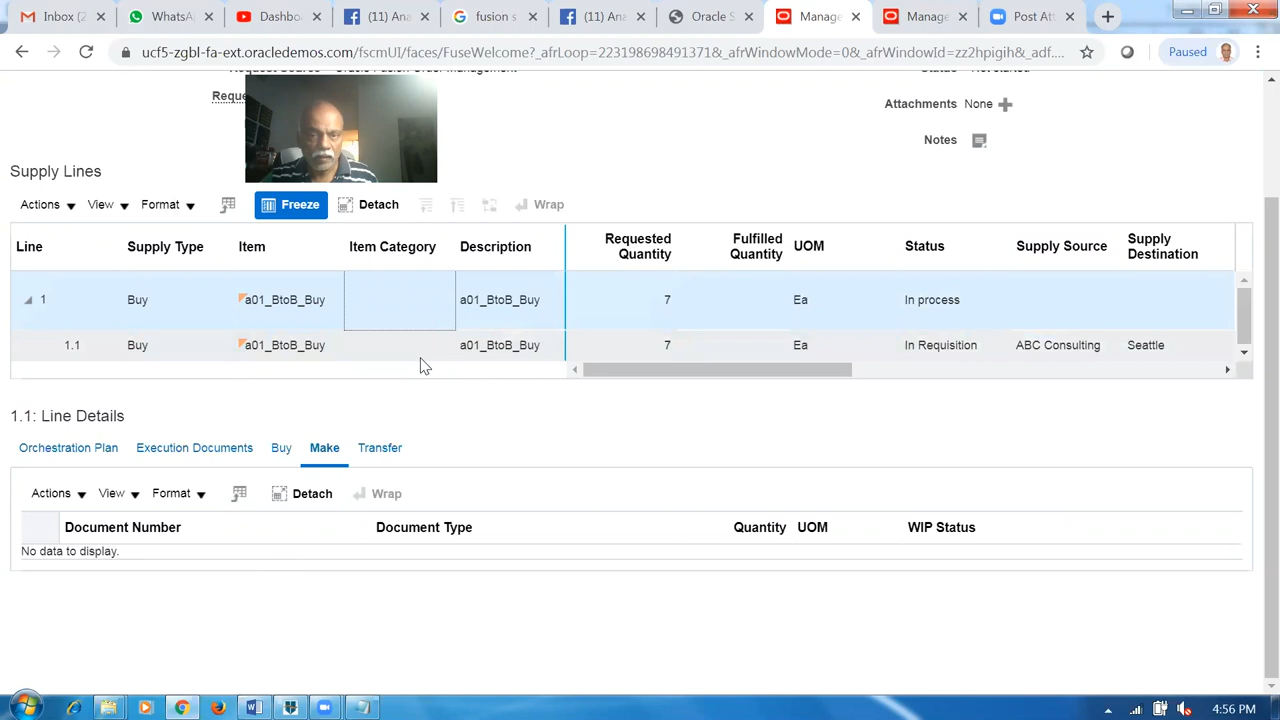 Inbox (2
WhatsA
Dashbo
(11) Ana
fusion s
(11) Ana
Oracle
Manage
Manage
Post Att
ucf5-zgbl-fa-ext.oracledemos.com/fscmUI/faces/FuseWelcome?_afrLoop=223198698491371&_afrWindowMode=0&_afrWindowId=zz2hpigih&_adf....
Paused
Reque
Attachments None
Notes
Supply Lines
Actions View Format Freeze Detach Wrap
Line Supply Type Item Item Category Description Requested Quantity Fulfilled Quantity UOM Status Supply Source Supply Destination
1 Buy a01_BtoB_Buy a01_BtoB_Buy 7 Ea In process
1.1 Buy a01_BtoB_Buy a01_BtoB_Buy 7 Ea In Requisition ABC Consulting Seattle
1.1: Line Details
Orchestration Plan Execution Documents Buy Make Transfer
Actions View Format Detach Wrap
Document Number Document Type Quantity UOM WIP Status
No data to display.
4:56 PM